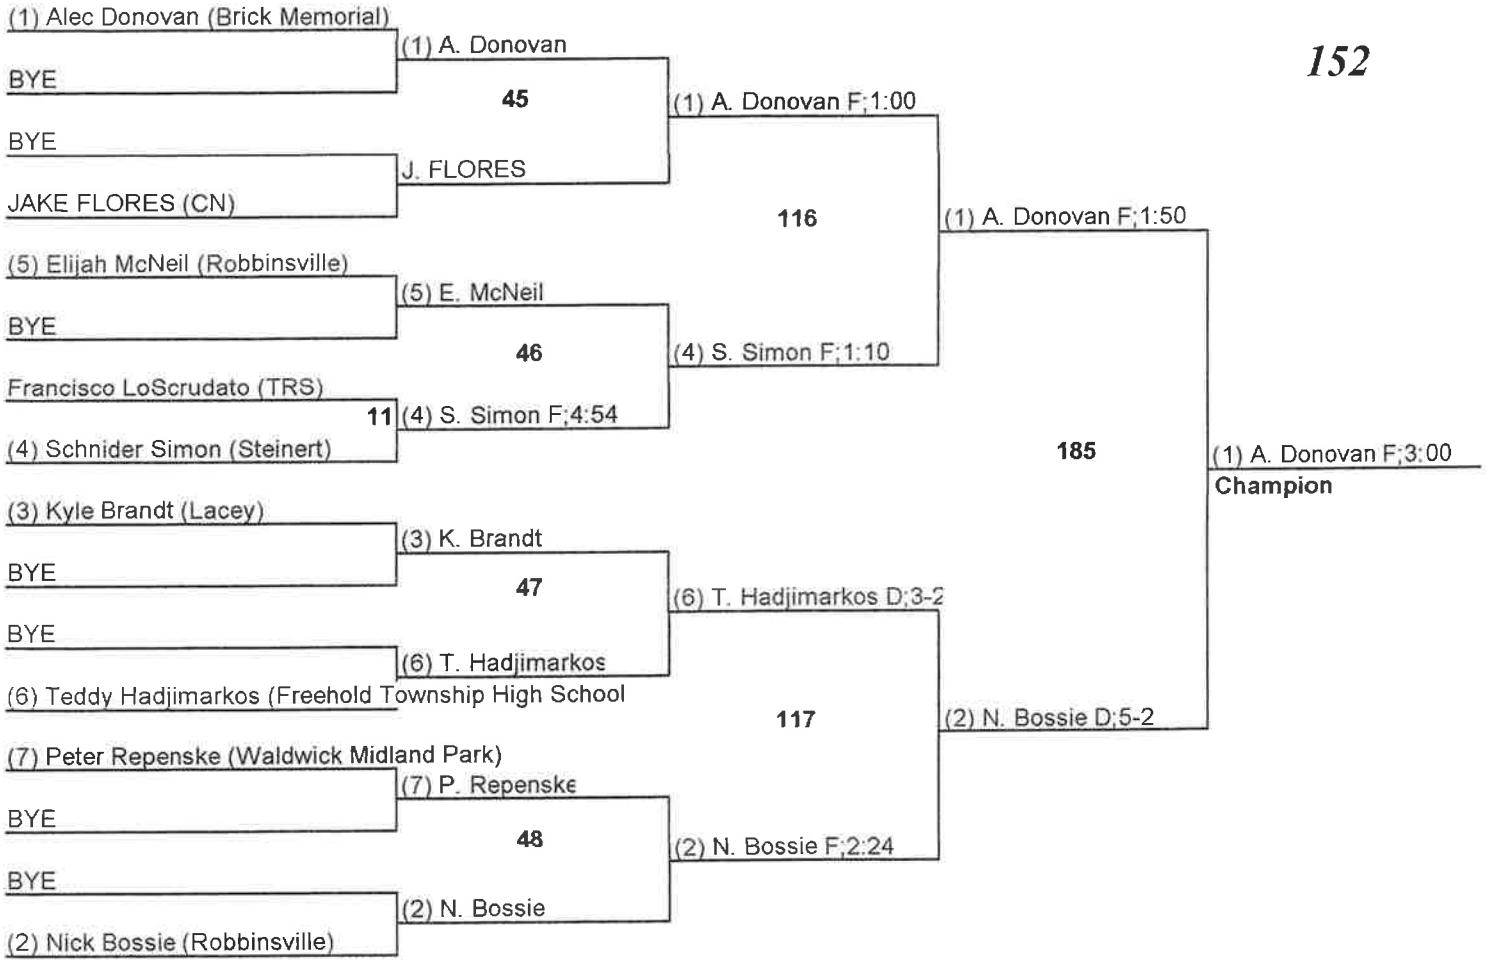 (1) Alec Donovan (Brick Memorial)
(1) A. Donovan
152
BYE
45
(1) A. Donovan F;1:00
BYE
J. FLORES
JAKE FLORES (CN)
116
(1) A. Donovan F;1:50
(5) Elijah McNeil (Robbinsville)
(5) E. McNeil
BYE
46
(4) S. Simon F;1:10
Francisco LoScrudato (TRS)
11
(4) S. Simon F;4:54
(4) Schnider Simon (Steinert)
185
(1) A. Donovan F;3:00
Champion
(3) Kyle Brandt (Lacey)
(3) K. Brandt
BYE
47
(6) T. Hadjimarkos D;3-2
BYE
(6) T. Hadjimarkos
(6) Teddy Hadjimarkos (Freehold Township High School
117
(2) N. Bossie D;5-2
(7) Peter Repenske (Waldwick Midland Park)
(7) P. Repenske
BYE
48
(2) N. Bossie F;2:24
BYE
(2) N. Bossie
(2) Nick Bossie (Robbinsville)